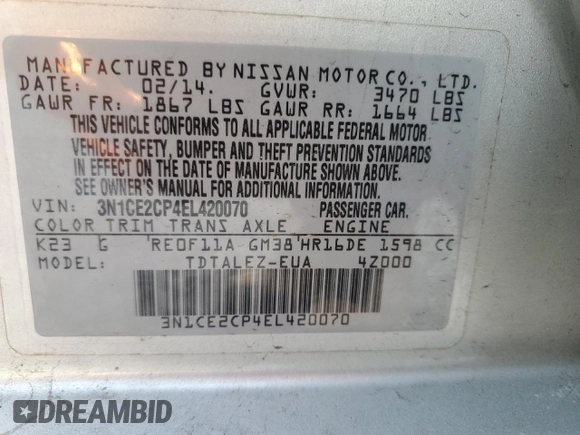 MANUFACTURED BY NISSAN MOTOR CO., LTD.
DATE: 02/14. GVWR: 3470 LBS
GAWR FR: 1867 LBS GAWR RR: 1664 LBS
THIS VEHICLE CONFORMS TO ALL APPLICABLE FEDERAL MOTOR
VEHICLE SAFETY, BUMPER AND THEFT PREVENTION STANDARDS
IN EFFECT ON THE DATE OF MANUFACTURE SHOWN ABOVE.
SEE OWNER'S MANUAL FOR ADDITIONAL INFORMATION.
VIN: 3N1CE2CP4EL420070 PASSENGER CAR.
COLOR TRIM TRANS AXLE ENGINE
K23 G RE0F11A GM38 HR16DE 1598 CC
MODEL: TDTALEZ-EUA 4Z000
3N1CE2CP4EL420070
DREAMBID